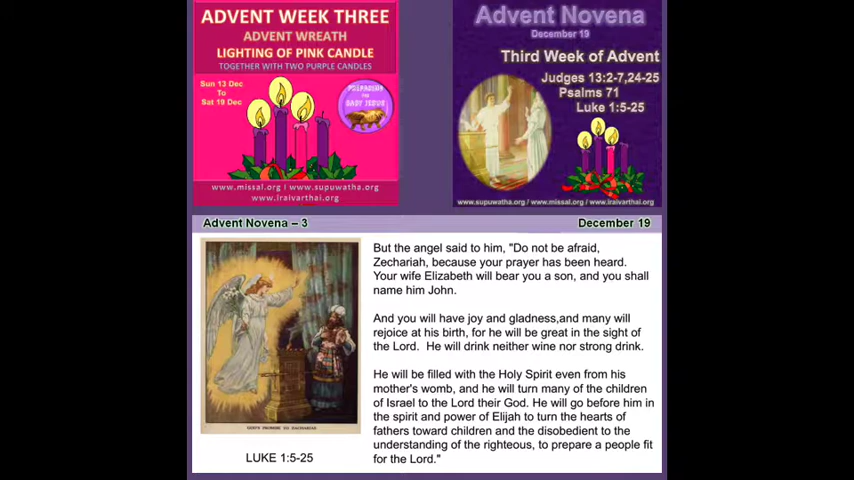 ADVENT WEEK THREE
ADVENT WREATH
LIGHTING OF PINK CANDLE
TOGETHER WITH TWO PURPLE CANDLES
Sun 13 Dec
To
Sat 19 Dec
PREPARING
FOR
BABY JESUS
www.missal.org / www.supuwatha.org
www.iraivarthai.org
Advent Novena
December 19
Third Week of Advent
Judges 13:2-7,24-25
Psalms 71
Luke 1:5-25
www.supuwatha.org / www.missal.org / www.iraivarthai.org
Advent Novena – 3
December 19
But the angel said to him, "Do not be afraid,
Zechariah, because your prayer has been heard.
Your wife Elizabeth will bear you a son, and you shall
name him John.
And you will have joy and gladness,and many will
rejoice at his birth, for he will be great in the sight of
the Lord. He will drink neither wine nor strong drink.
He will be filled with the Holy Spirit even from his
mother's womb, and he will turn many of the children
of Israel to the Lord their God. He will go before him in
the spirit and power of Elijah to turn the hearts of
fathers toward children and the disobedient to the
understanding of the righteous, to prepare a people fit
for the Lord."
GOD'S PROMISE TO ZACHARIAS
LUKE 1:5-25